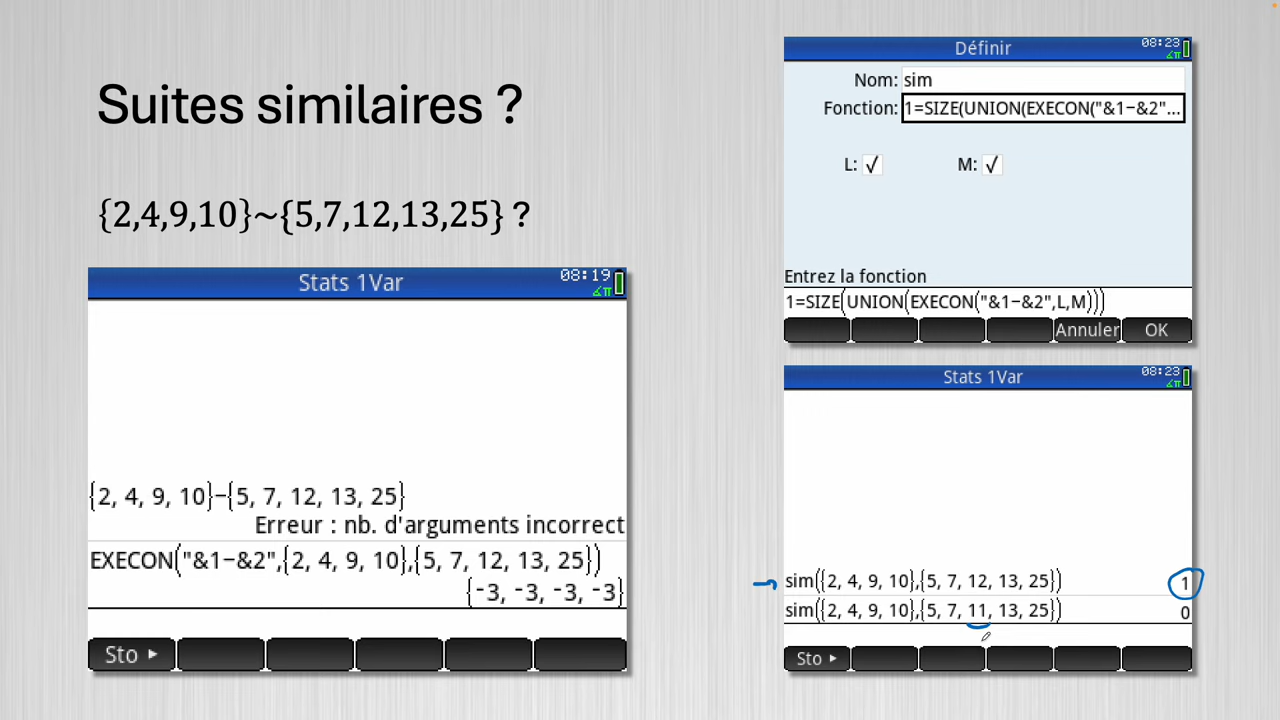 Suites similaires ?
{2,4,9,10}~{5,7,12,13,25} ?
Stats 1Var
08:19
∡π
{2, 4, 9, 10}−{5, 7, 12, 13, 25}
Erreur : nb. d'arguments incorrect
EXECON("&1−&2",{2, 4, 9, 10},{5, 7, 12, 13, 25})
{-3, -3, -3, -3}
Sto ▸
Définir
08:23
∡π
Nom: sim
Fonction: 1=SIZE(UNION(EXECON("&1−&2"...
L: √ M: √
Entrez la fonction
1=SIZE(UNION(EXECON("&1−&2",L,M)))
Annuler OK
Stats 1Var
08:23
∡π
sim({2, 4, 9, 10},{5, 7, 12, 13, 25}) 1
sim({2, 4, 9, 10},{5, 7, 11, 13, 25}) 0
Sto ▸